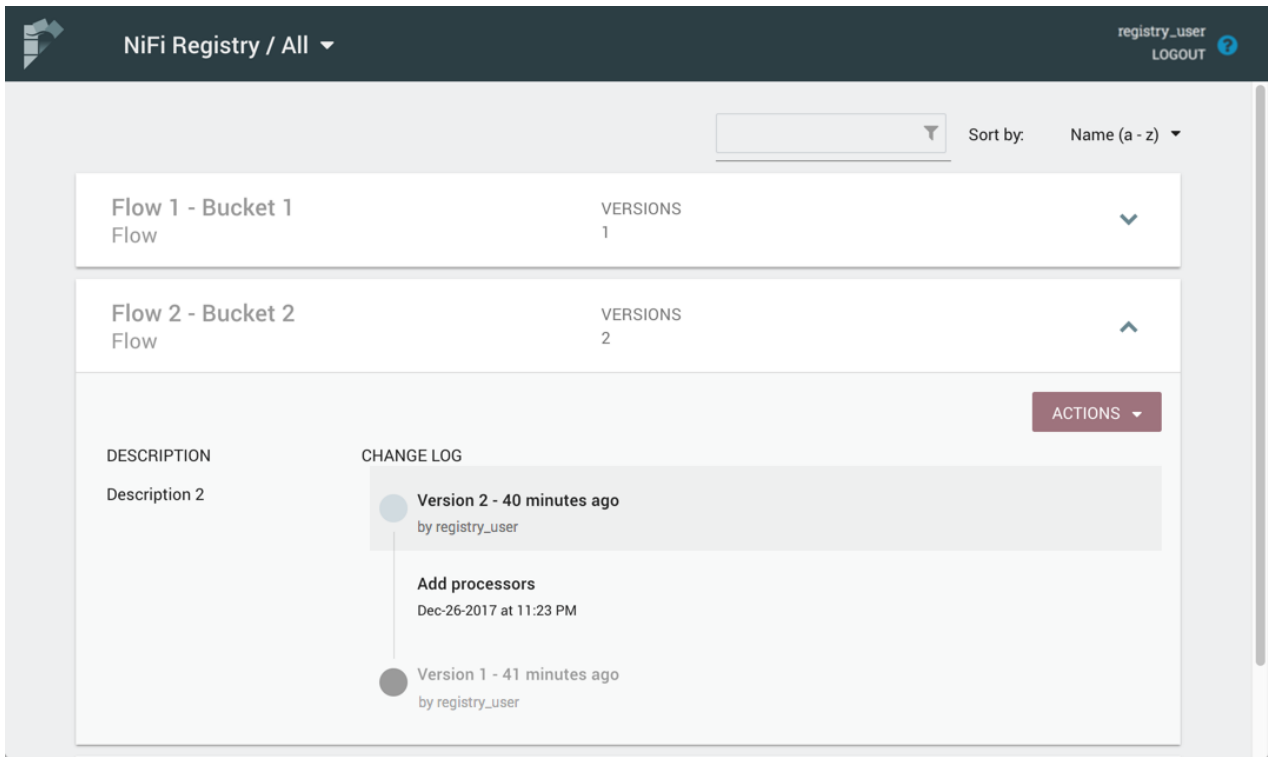 NiFi Registry / All
registry_user
LOGOUT
?
Sort by:
Name (a - z)
Flow 1 - Bucket 1
Flow
VERSIONS
1
Flow 2 - Bucket 2
Flow
VERSIONS
2
ACTIONS
DESCRIPTION
Description 2
CHANGE LOG
Version 2 - 40 minutes ago
by registry_user
Add processors
Dec-26-2017 at 11:23 PM
Version 1 - 41 minutes ago
by registry_user